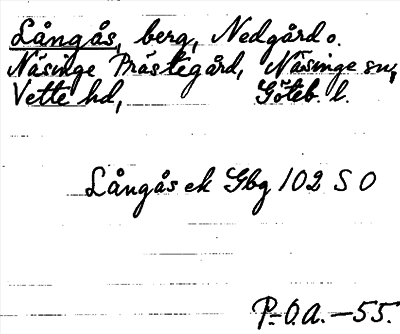 Långås, berg, Nedgård o.
Näsinge Prästegård, Näsinge sn,
Vette hd, Göteb. l.
Långås ek Gbg 102 S O
P-O A. -55.